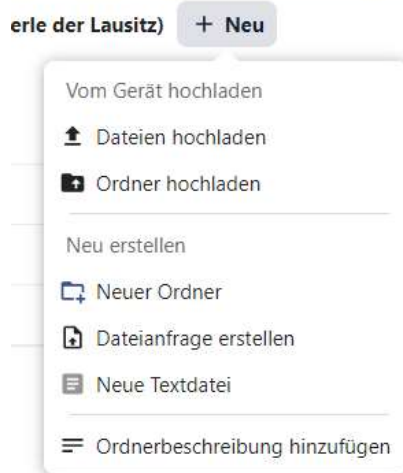 erle der Lausitz) + Neu
Vom Gerät hochladen
Dateien hochladen
Ordner hochladen
Neu erstellen
Neuer Ordner
Dateianfrage erstellen
Neue Textdatei
Ordnerbeschreibung hinzufügen